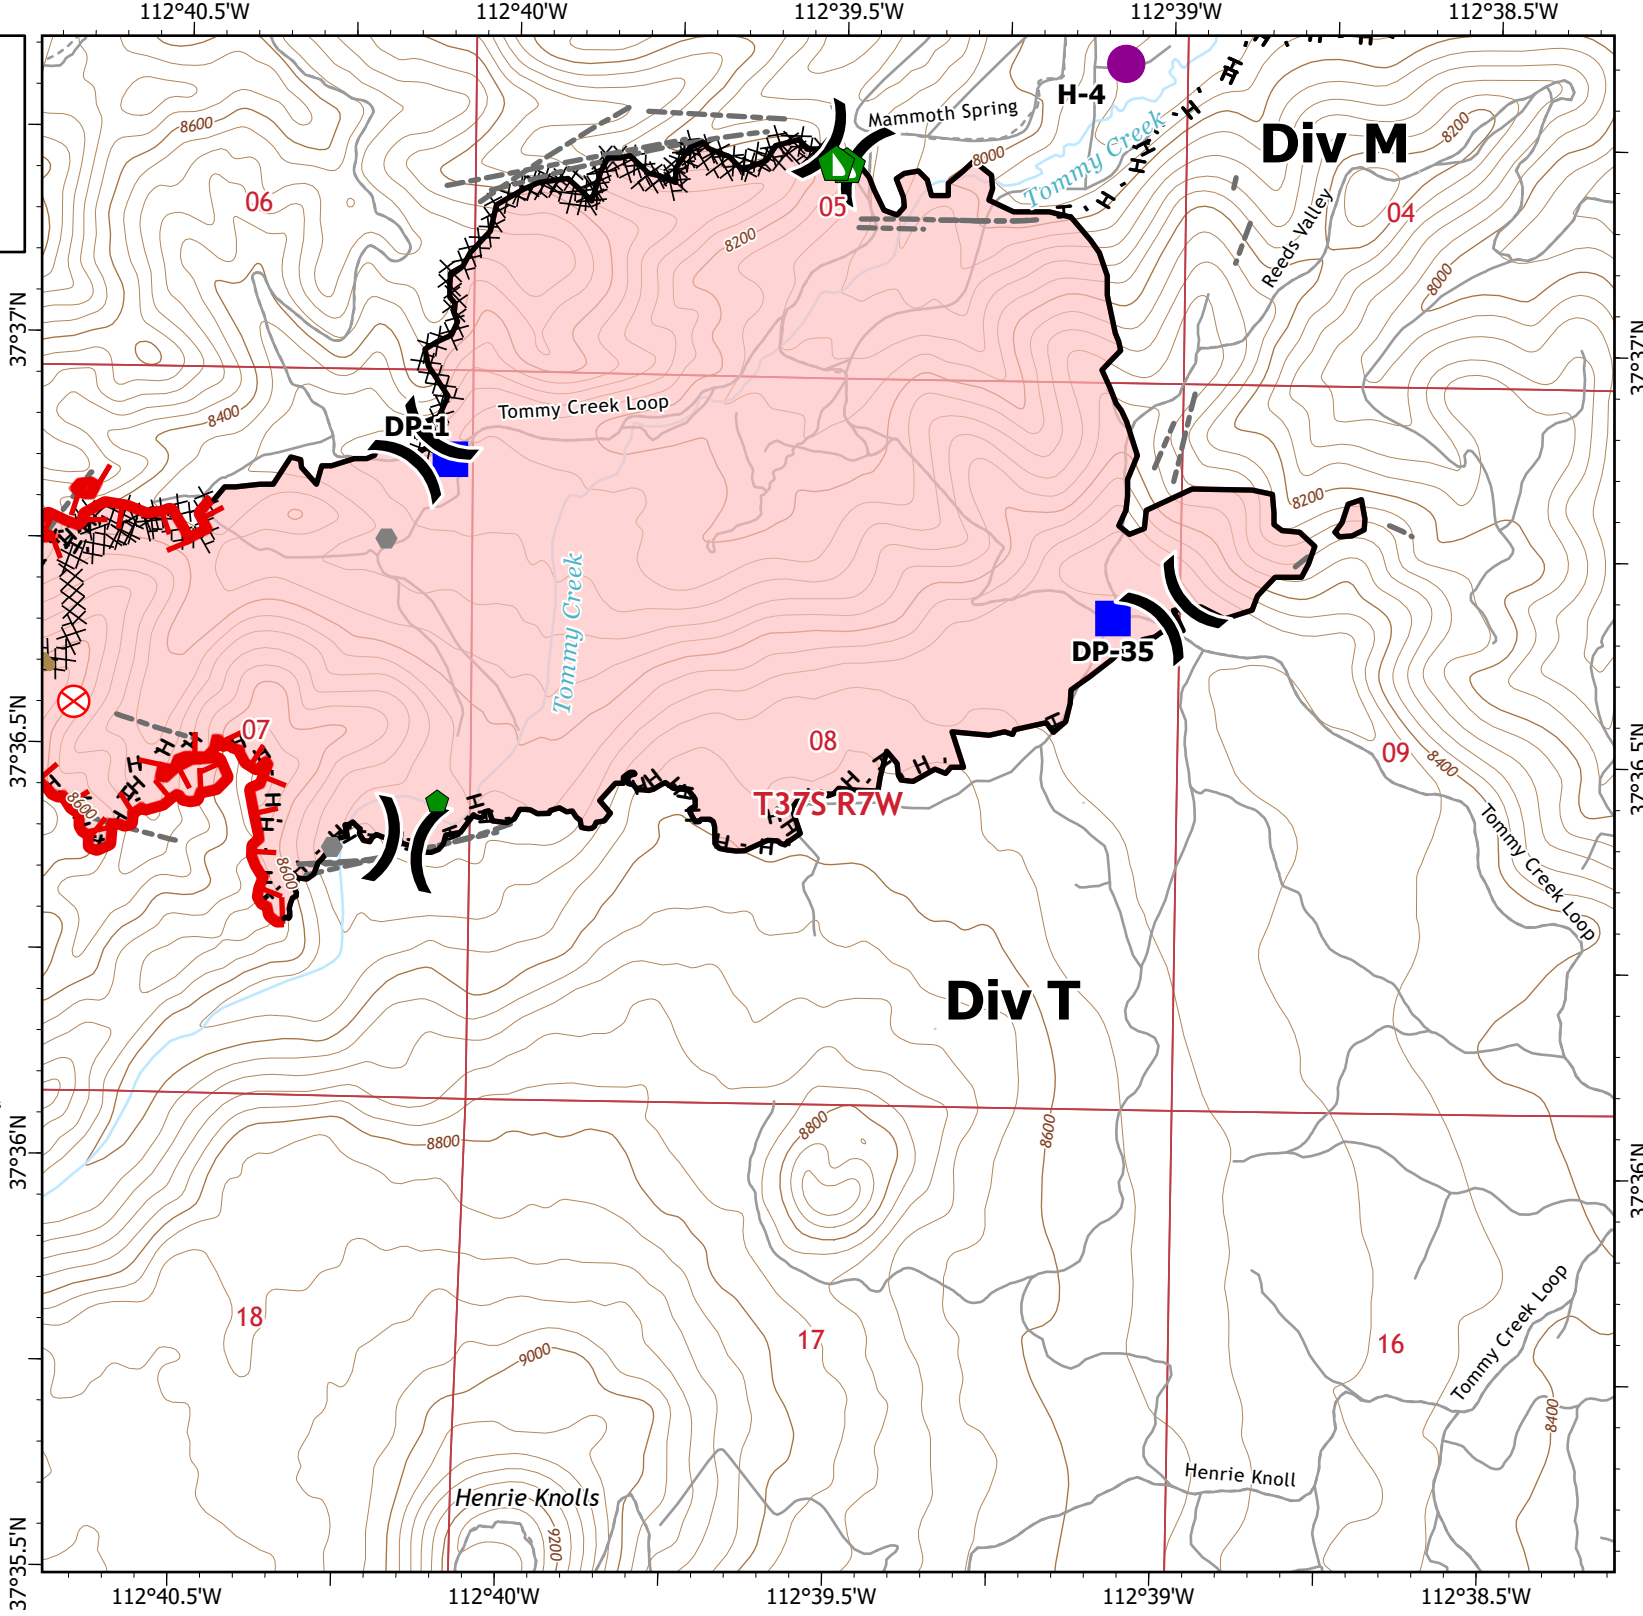 112°40.5'W 112°40'W 112°39.5'W 112°39'W 112°38.5'W
H-4
Mammoth Spring
8600
8200
Div M
8000
Tommy Creek
06
05
04
Reeds Valley
8200
8000
37°37'N
37°37'N
Tommy Creek Loop
8400
DP-1
8200
Tommy Creek
DP-35
37°36.5'N
07
08
09
8400
37°36.5'N
8600
T37S R7W
Tommy Creek Loop
8600
Div T
37°36'N
8800
8800
8600
37°36'N
18
17
16
Tommy Creek Loop
9000
8400
Henrie Knoll
Henrie Knolls
9200
37°35.5'N
112°40.5'W 112°40'W 112°39.5'W 112°39'W 112°38.5'W